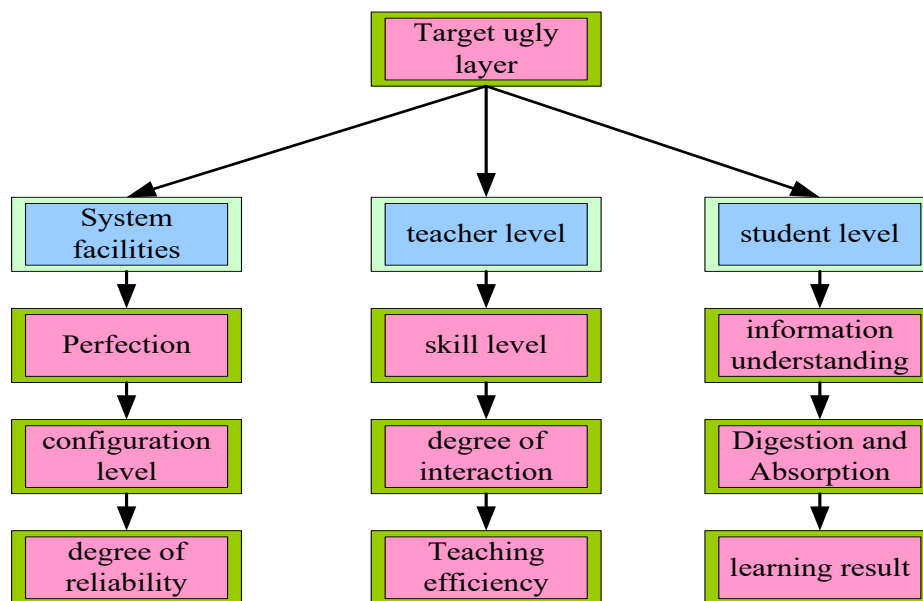 Target ugly
layer
System
facilities
teacher level
student level
Perfection
skill level
information
understanding
configuration
level
degree of
interaction
Digestion and
Absorption
degree of
reliability
Teaching
efficiency
learning result